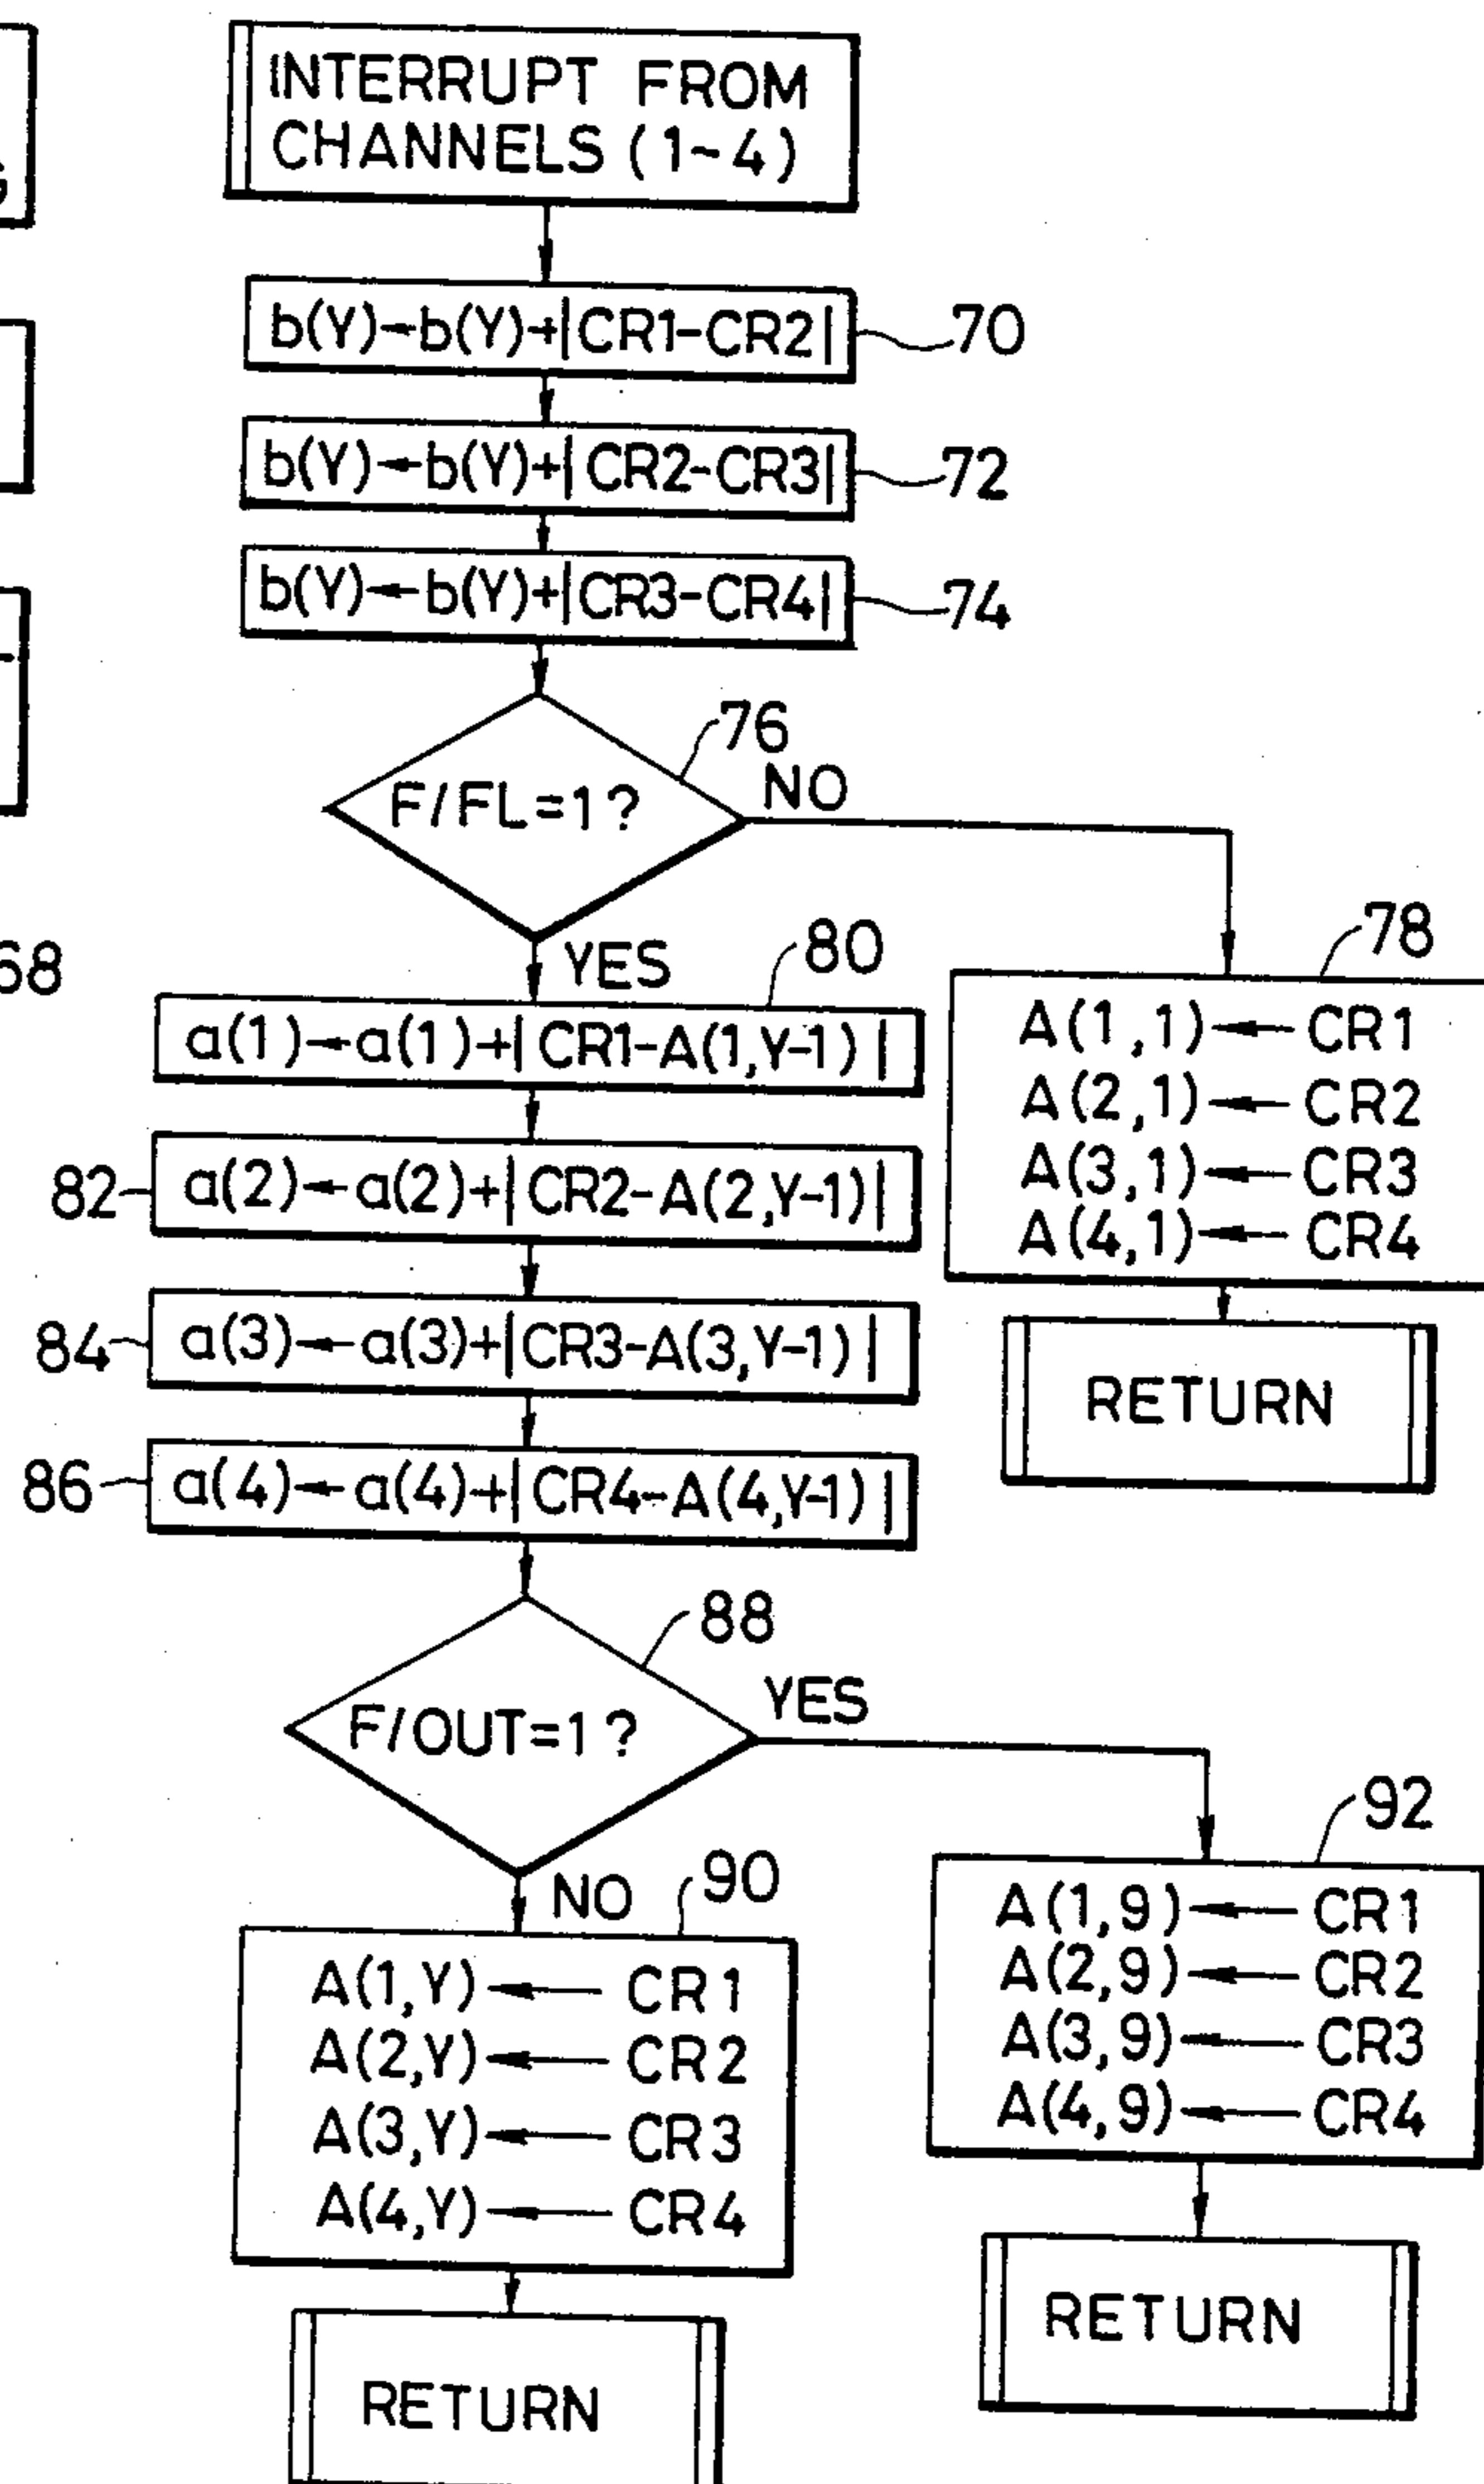 INTERRUPT FROM
CHANNELS (1~4)
b(Y)←b(Y)+|CR1-CR2|
70
b(Y)←b(Y)+|CR2-CR3|
72
b(Y)←b(Y)+|CR3-CR4|
74
76
F/FL=1?
NO
YES
80
78
68
a(1)←a(1)+|CR1-A(1,Y-1)|
A(1,1)←CR1
A(2,1)←CR2
A(3,1)←CR3
A(4,1)←CR4
82
a(2)←a(2)+|CR2-A(2,Y-1)|
84
a(3)←a(3)+|CR3-A(3,Y-1)|
RETURN
86
a(4)←a(4)+|CR4-A(4,Y-1)|
88
F/OUT=1?
YES
NO
90
92
A(1,Y)←CR1
A(2,Y)←CR2
A(3,Y)←CR3
A(4,Y)←CR4
A(1,9)←CR1
A(2,9)←CR2
A(3,9)←CR3
A(4,9)←CR4
RETURN
RETURN